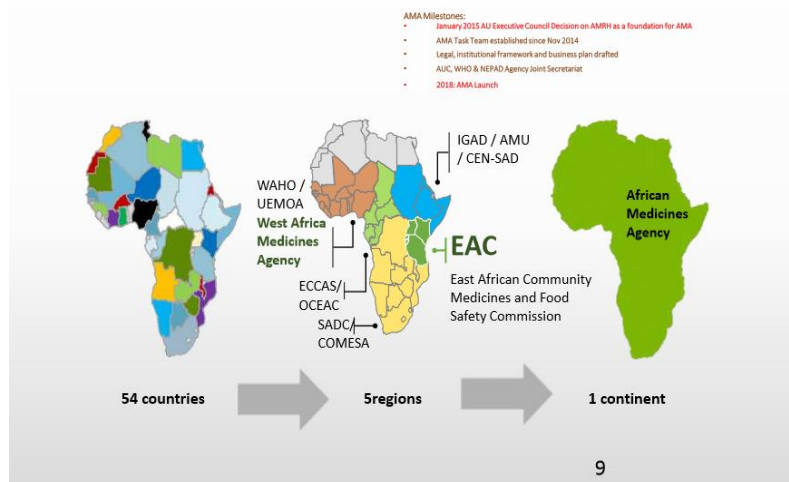 AMA Milestones:
• January 2015 AU Executive Council Decision on AMRH as a foundation for AMA
• AMA Task Team established since Nov 2014
• Legal, institutional framework and business plan drafted
• AUC, WHO & NEPAD Agency Joint Secretariat
• 2018: AMA Launch
IGAD / AMU
/ CEN-SAD
WAHO /
UEMOA
West Africa
Medicines
Agency
African
Medicines
Agency
EAC
East African Community
Medicines and Food
Safety Commission
ECCAS/
OCEAC
SADC/
COMESA
54 countries
5regions
1 continent
9